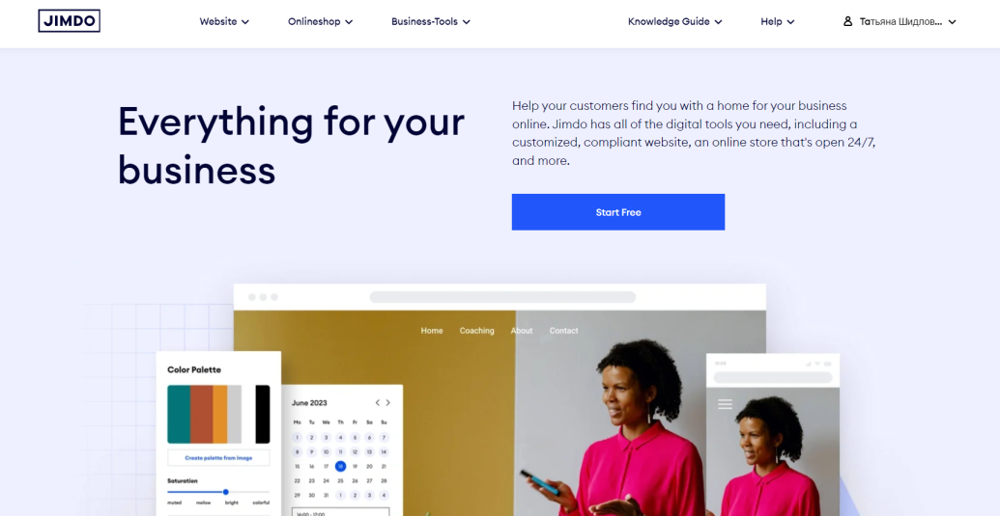 JIMDO
Website
Onlineshop
Business-Tools
Knowledge Guide
Help
Татьяна Шидлов...
Everything for your
business
Help your customers find you with a home for your business
online. Jimdo has all of the digital tools you need, including a
customized, compliant website, an online store that's open 24/7,
and more.
Start Free
Home Coaching About Contact
Color Palette
Create palette from image
Saturation
muted mellow bright colorful
June 2023
Mo Tu We Th Fr Sa Su
1 2 3 4 5 6 7
8 9 10 11 12 13 14
15 16 17 18 19 20 21
22 23 24 25 26 27 28
29 30 31 1 2 3 4
16:00 - 17:00